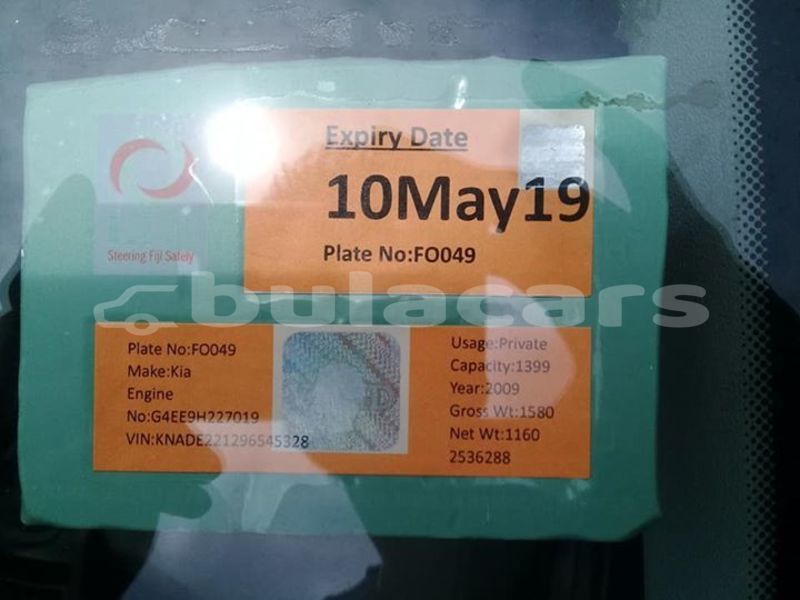 Expiry Date
10May19
Plate No:FO049
Steering Fiji Safely
bulacars
Plate No:FO049
Make:Kia
Engine
No:G4EE9H227019
VIN:KNADE221296545328
Usage:Private
Capacity:1399
Year:2009
Gross Wt:1580
Net Wt:1160
2536288